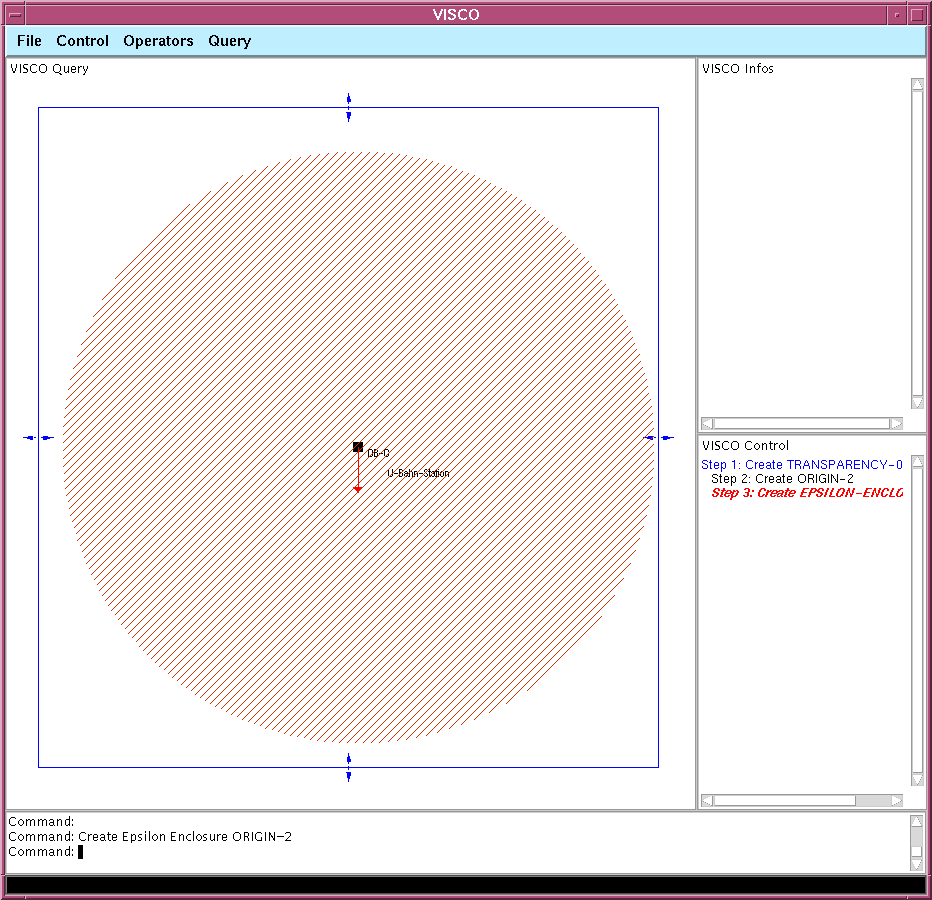 VISCO
File Control Operators Query
VISCO Query
DB-C
U-Bahn-Station
VISCO Infos
VISCO Control
Step 1: Create TRANSPARENCY-0
Step 2: Create ORIGIN-2
Step 3: Create EPSILON-ENCLO
Command:
Command: Create Epsilon Enclosure ORIGIN-2
Command: